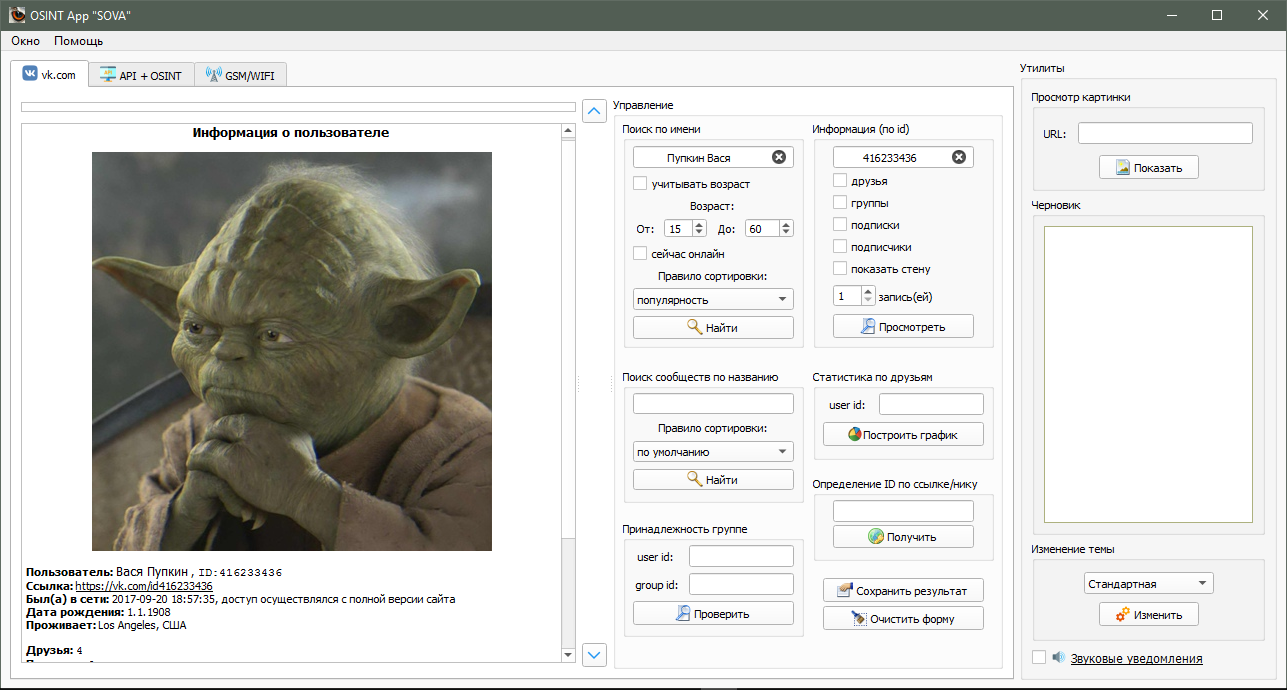 OSINT App "SOVA"
Окно Помощь
vk.com
API + OSINT
GSM/WIFI
Информация о пользователе
Пользователь: Вася Пупкин , ID:416233436
Ссылка: https://vk.com/id416233436
Был(а) в сети: 2017-09-20 18:57:35, доступ осуществлялся с полной версии сайта
Дата рождения: 1.1.1908
Проживает: Los Angeles, США
Друзья: 4
Управление
Поиск по имени
Пупкин Вася
учитывать возраст
Возраст:
От: 15 До: 60
сейчас онлайн
Правило сортировки:
популярность
Найти
Информация (по id)
416233436
друзья
группы
подписки
подписчики
показать стену
1 запись(ей)
Просмотреть
Поиск сообществ по названию
Правило сортировки:
по умолчанию
Найти
Статистика по друзьям
user id:
Построить график
Определение ID по ссылке/нику
Получить
Принадлежность группе
user id:
group id:
Проверить
Сохранить результат
Очистить форму
Утилиты
Просмотр картинки
URL:
Показать
Черновик
Изменение темы
Стандартная
Изменить
Звуковые уведомления